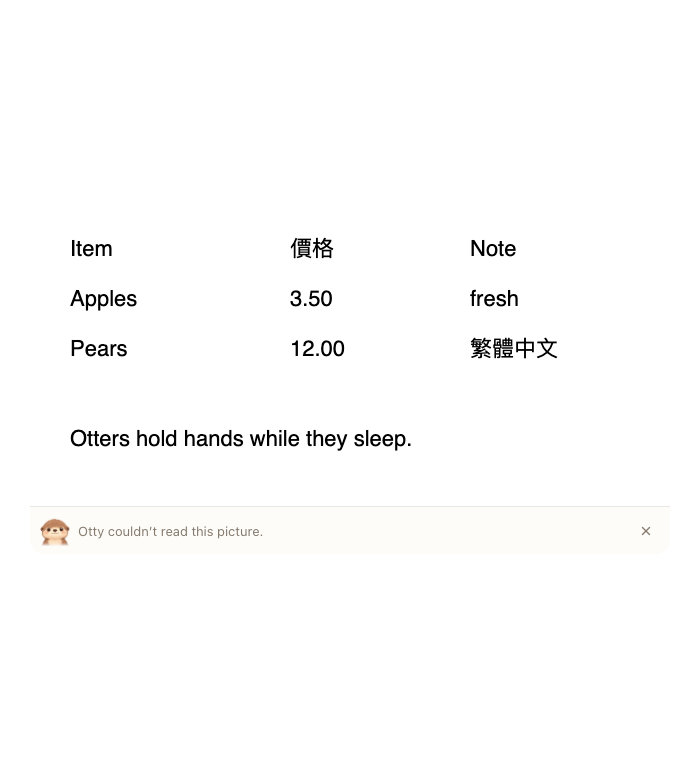 Item 價格 Note
Apples 3.50 fresh
Pears 12.00 繁體中文
Otters hold hands while they sleep.
Otty couldn’t read this picture.